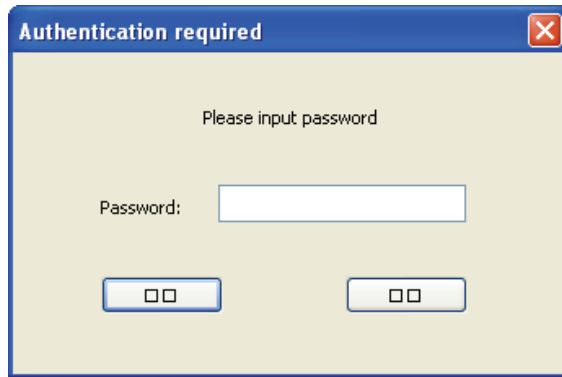 Authentication required
Please input password
Password:
□□ □□